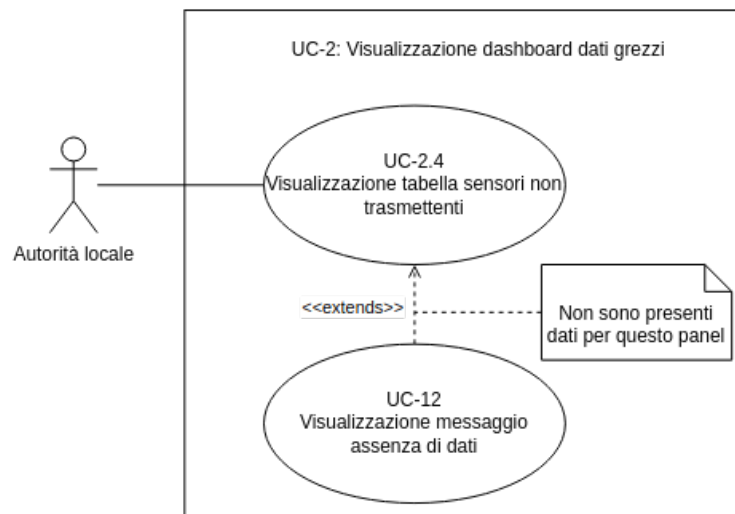 UC-2: Visualizzazione dashboard dati grezzi
UC-2.4
Visualizzazione tabella sensori non
trasmettenti
Autorità locale
<<extends>>
Non sono presenti
dati per questo panel
UC-12
Visualizzazione messaggio
assenza di dati